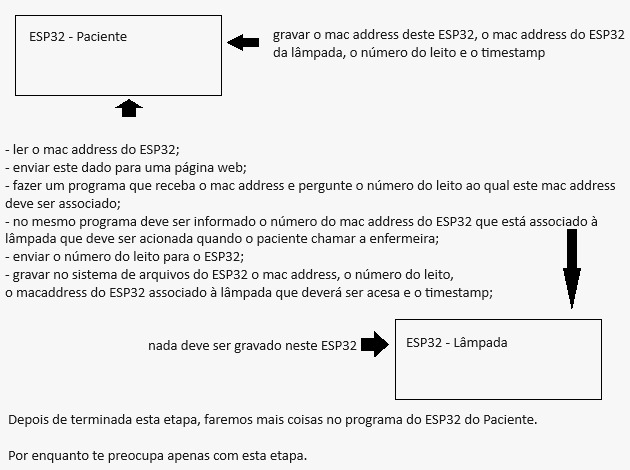 ESP32 - Paciente
gravar o mac address deste ESP32, o mac address do ESP32
da lâmpada, o número do leito e o timestamp
- ler o mac address do ESP32;
- enviar este dado para uma página web;
- fazer um programa que receba o mac address e pergunte o número do leito ao qual este mac address
deve ser associado;
- no mesmo programa deve ser informado o número do mac address do ESP32 que está associado à
lâmpada que deve ser acionada quando o paciente chamar a enfermeira;
- enviar o número do leito para o ESP32;
- gravar no sistema de arquivos do ESP32 o mac address, o número do leito,
o macaddress do ESP32 associado à lâmpada que deverá ser acesa e o timestamp;
nada deve ser gravado neste ESP32
ESP32 - Lâmpada
Depois de terminada esta etapa, faremos mais coisas no programa do ESP32 do Paciente.
Por enquanto te preocupa apenas com esta etapa.